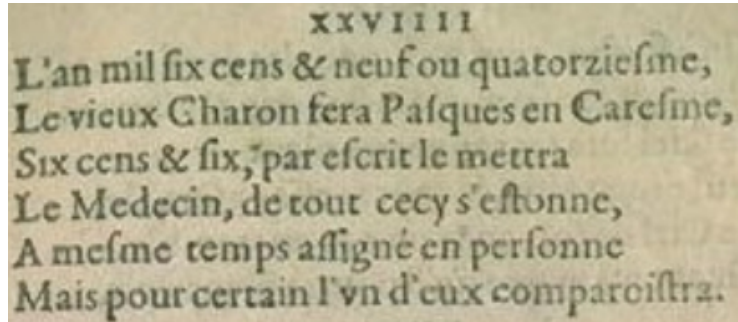 XXVIIII
L'an mil ſix cens & neuf ou quatorzieſme,
Le vieux Charon fera Paſques en Careſme,
Six cens & ſix, par eſcrit le mettra
Le Medecin, de tout cecy s'eſtonne,
A meſme temps aſſigné en perſonne
Mais pour certain l'vn d'eux comparoiſtra.